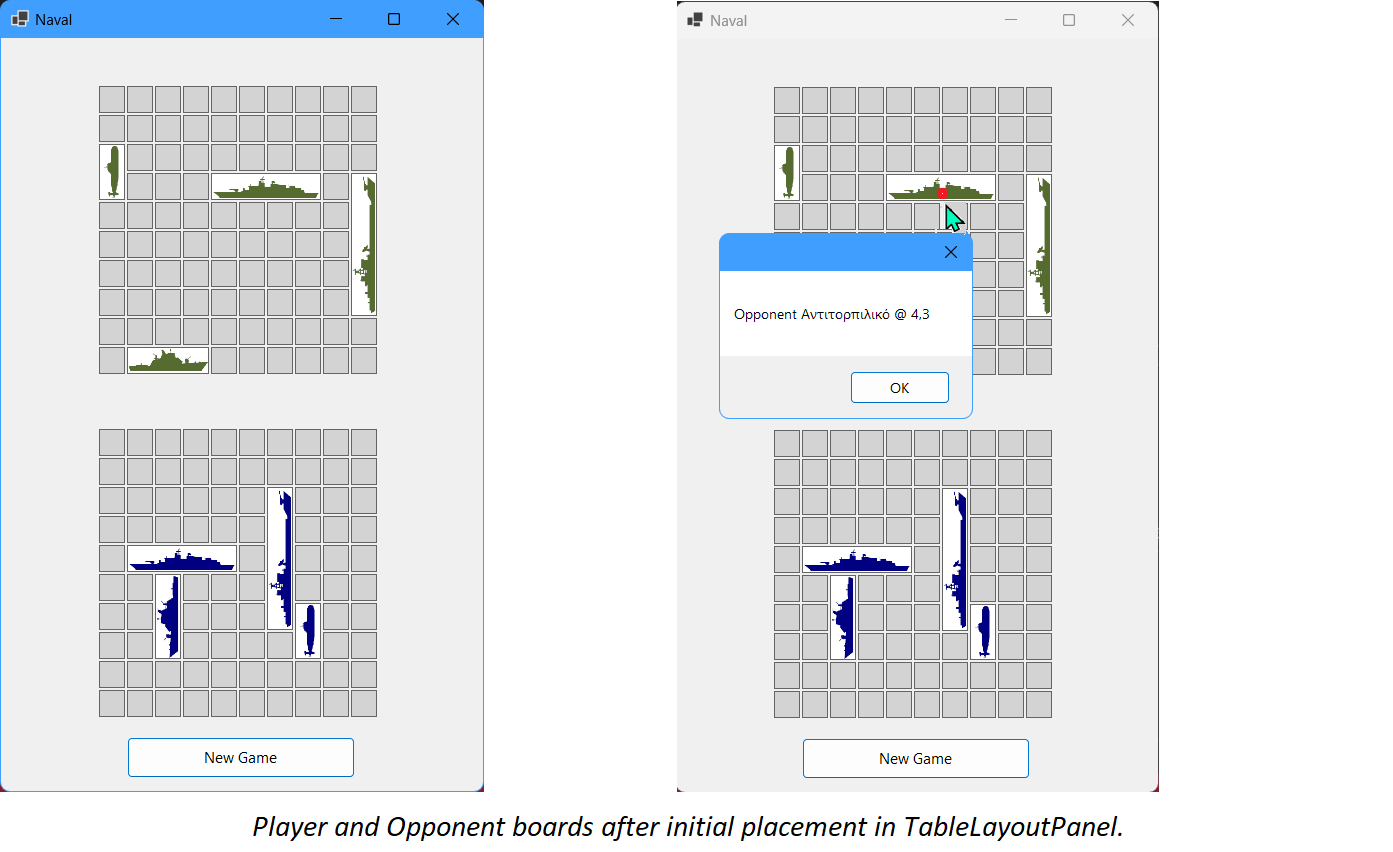 Naval
Naval
Opponent Αντιτορπιλικό @ 4,3
OK
New Game
New Game
Player and Opponent boards after initial placement in TableLayoutPanel.